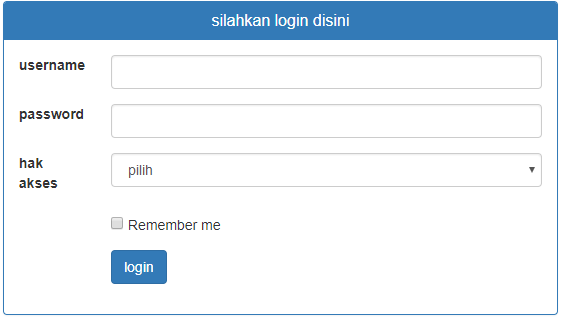 silahkan login disini
username
password
hak
akses
pilih
Remember me
login